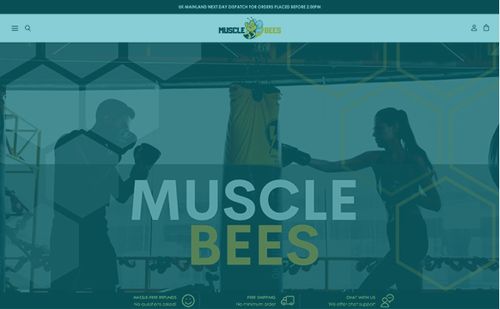 UK MAINLAND NEXT DAY DISPATCH FOR ORDERS PLACED BEFORE 2:00PM
MUSCLE BEES
MUSCLE
BEES
HASSLE-FREE REFUNDS
No questions asked!
FREE SHIPPING
No minimum order
CHAT WITH US
We offer chat support